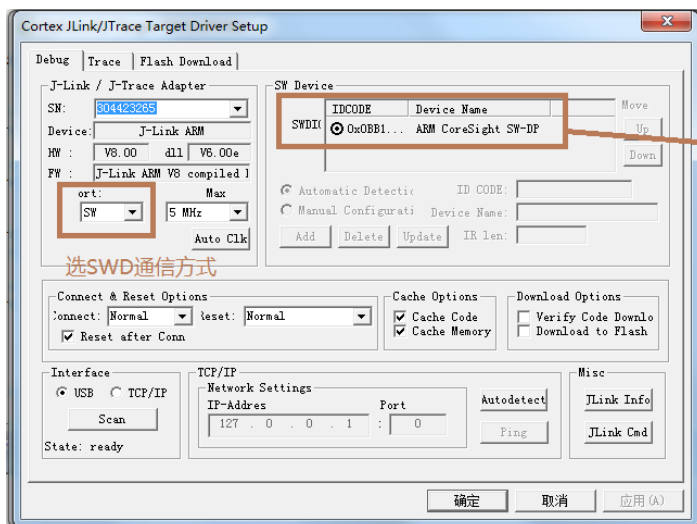 Cortex JLink/JTrace Target Driver Setup
Debug Trace Flash Download
J-Link / J-Trace Adapter
SN: 304423265
Device: J-Link ARM
HW : V8.00 dll V6.00e
FW : J-Link ARM V8 compiled
ort: Max
SW 5 MHz
Auto Clk
选SWD通信方式
SW Device
IDCODE Device Name
SWDI
0x0BB1... ARM CoreSight SW-DP
Move
Up
Down
Automatic Detectic ID CODE:
Manual Configurati Device Name:
Add Delete Update IR len:
Connect & Reset Options
onnect: Normal eset: Normal
Reset after Conn
Cache Options
Cache Code
Cache Memory
Download Options
Verify Code Downlo
Download to Flash
Interface
USB TCP/IP
Scan
State: ready
TCP/IP
Network Settings
IP-Addres Port
127 . 0 . 0 . 1 : 0
Autodetect
Ping
Misc
JLink Info
JLink Cmd
确定 取消 应用(A)